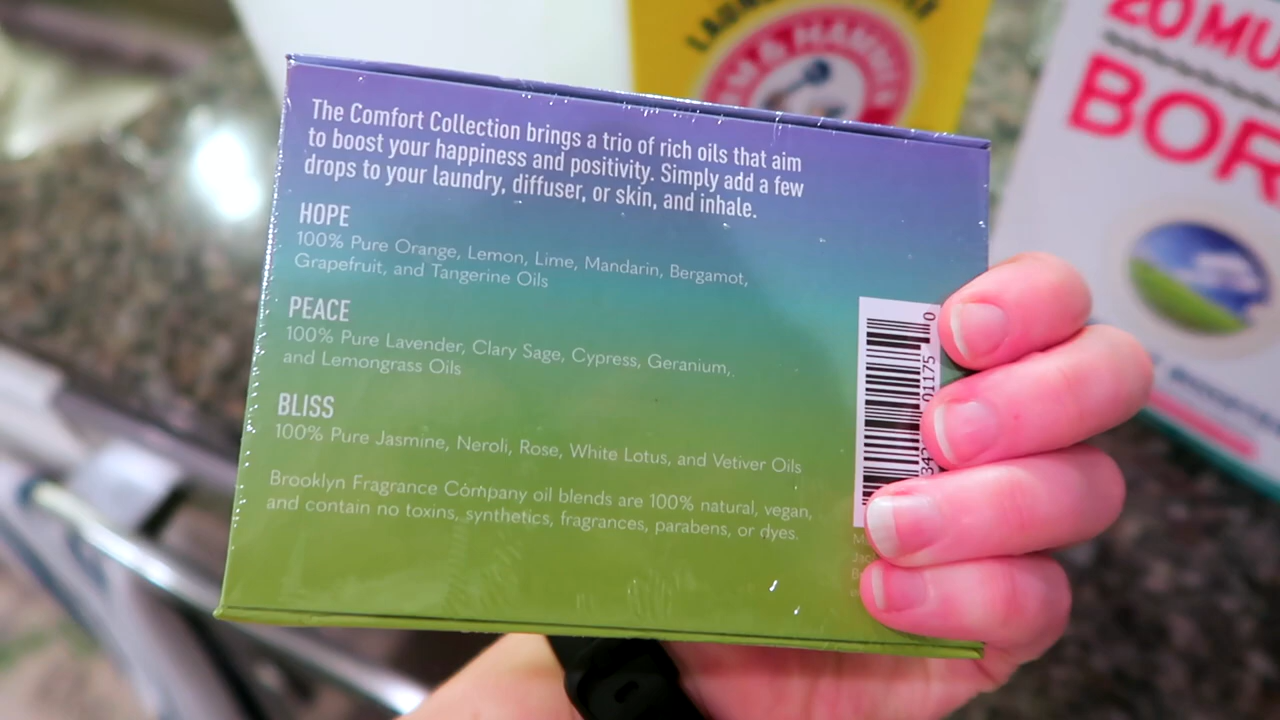 The Comfort Collection brings a trio of rich oils that aim
to boost your happiness and positivity. Simply add a few
drops to your laundry, diffuser, or skin, and inhale.
HOPE
100% Pure Orange, Lemon, Lime, Mandarin, Bergamot,
Grapefruit, and Tangerine Oils
PEACE
100% Pure Lavender, Clary Sage, Cypress, Geranium,
and Lemongrass Oils
BLISS
100% Pure Jasmine, Neroli, Rose, White Lotus, and Vetiver Oils
Brooklyn Fragrance Company oil blends are 100% natural, vegan,
and contain no toxins, synthetics, fragrances, parabens, or dyes.
01175 0
M & HAMMER
20 MU
BOR